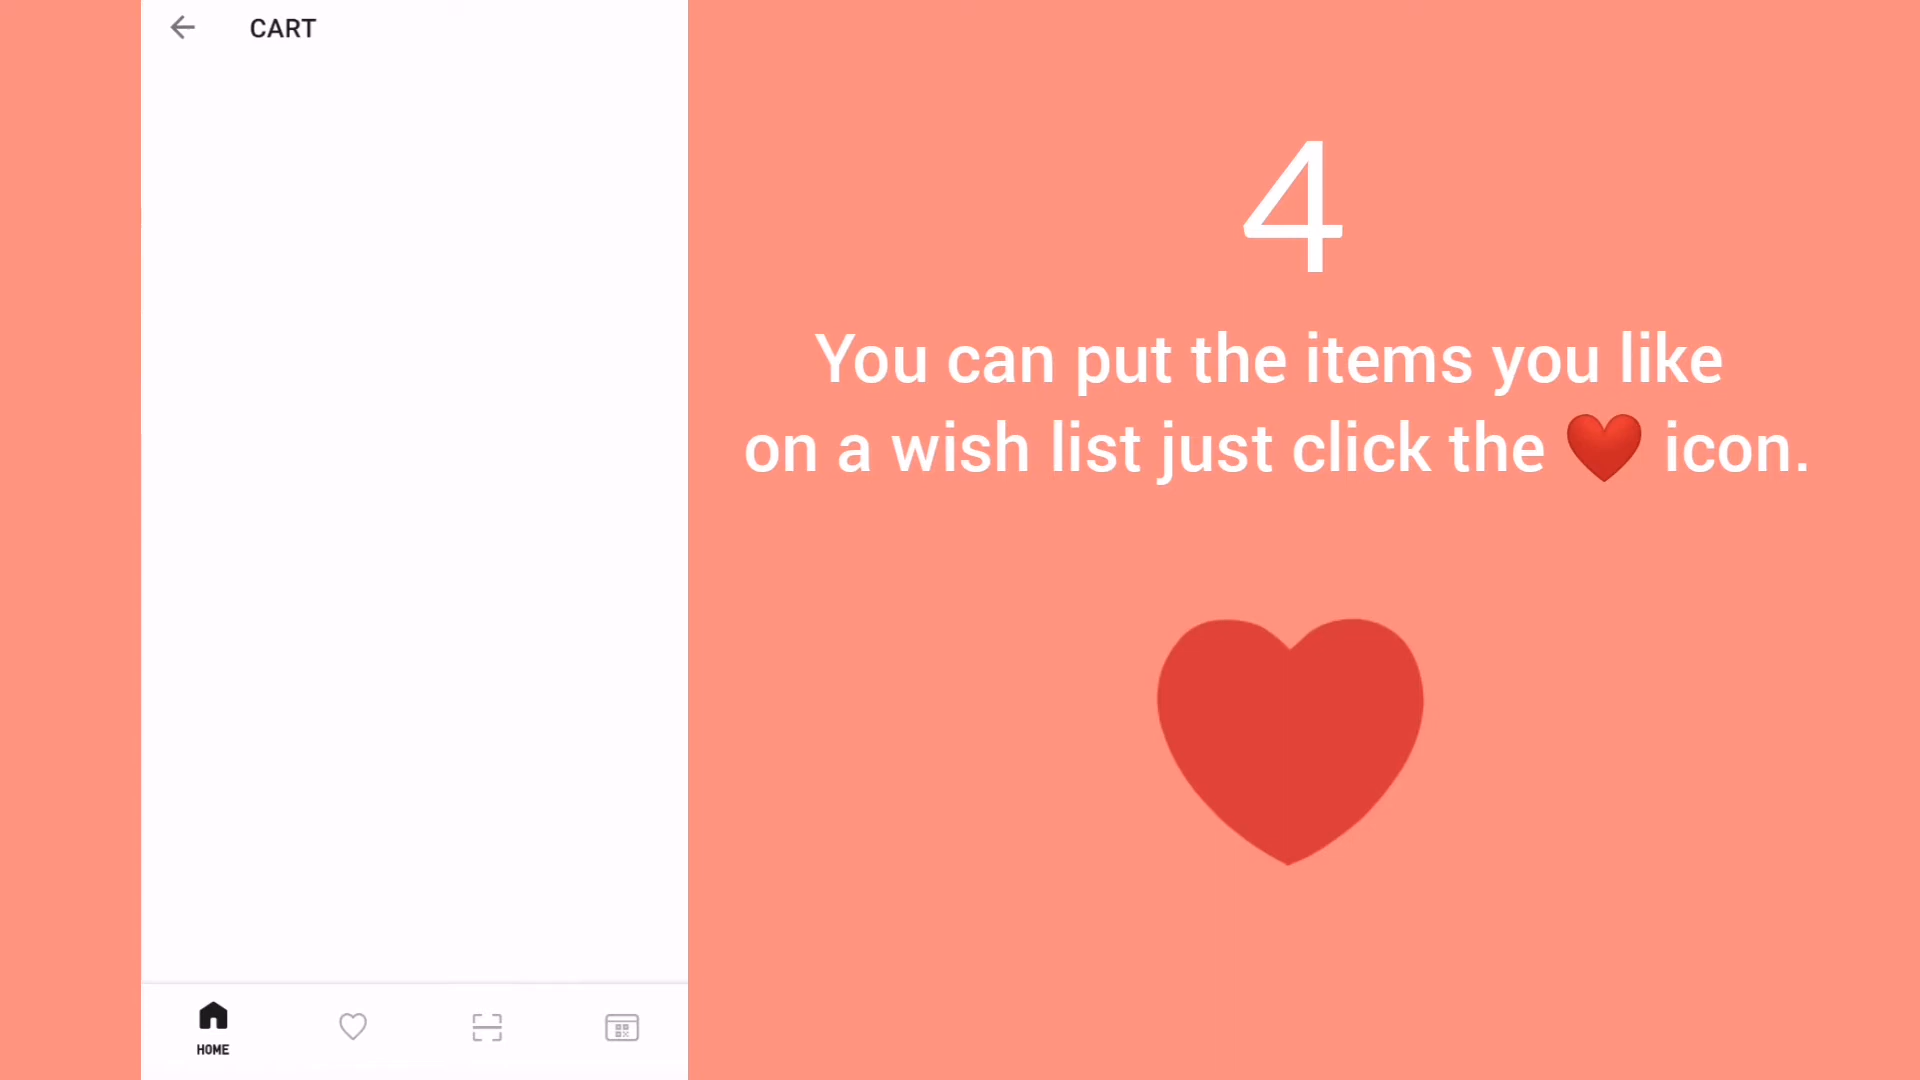 CART
4
You can put the items you like
on a wish list just click the ❤️ icon.
HOME